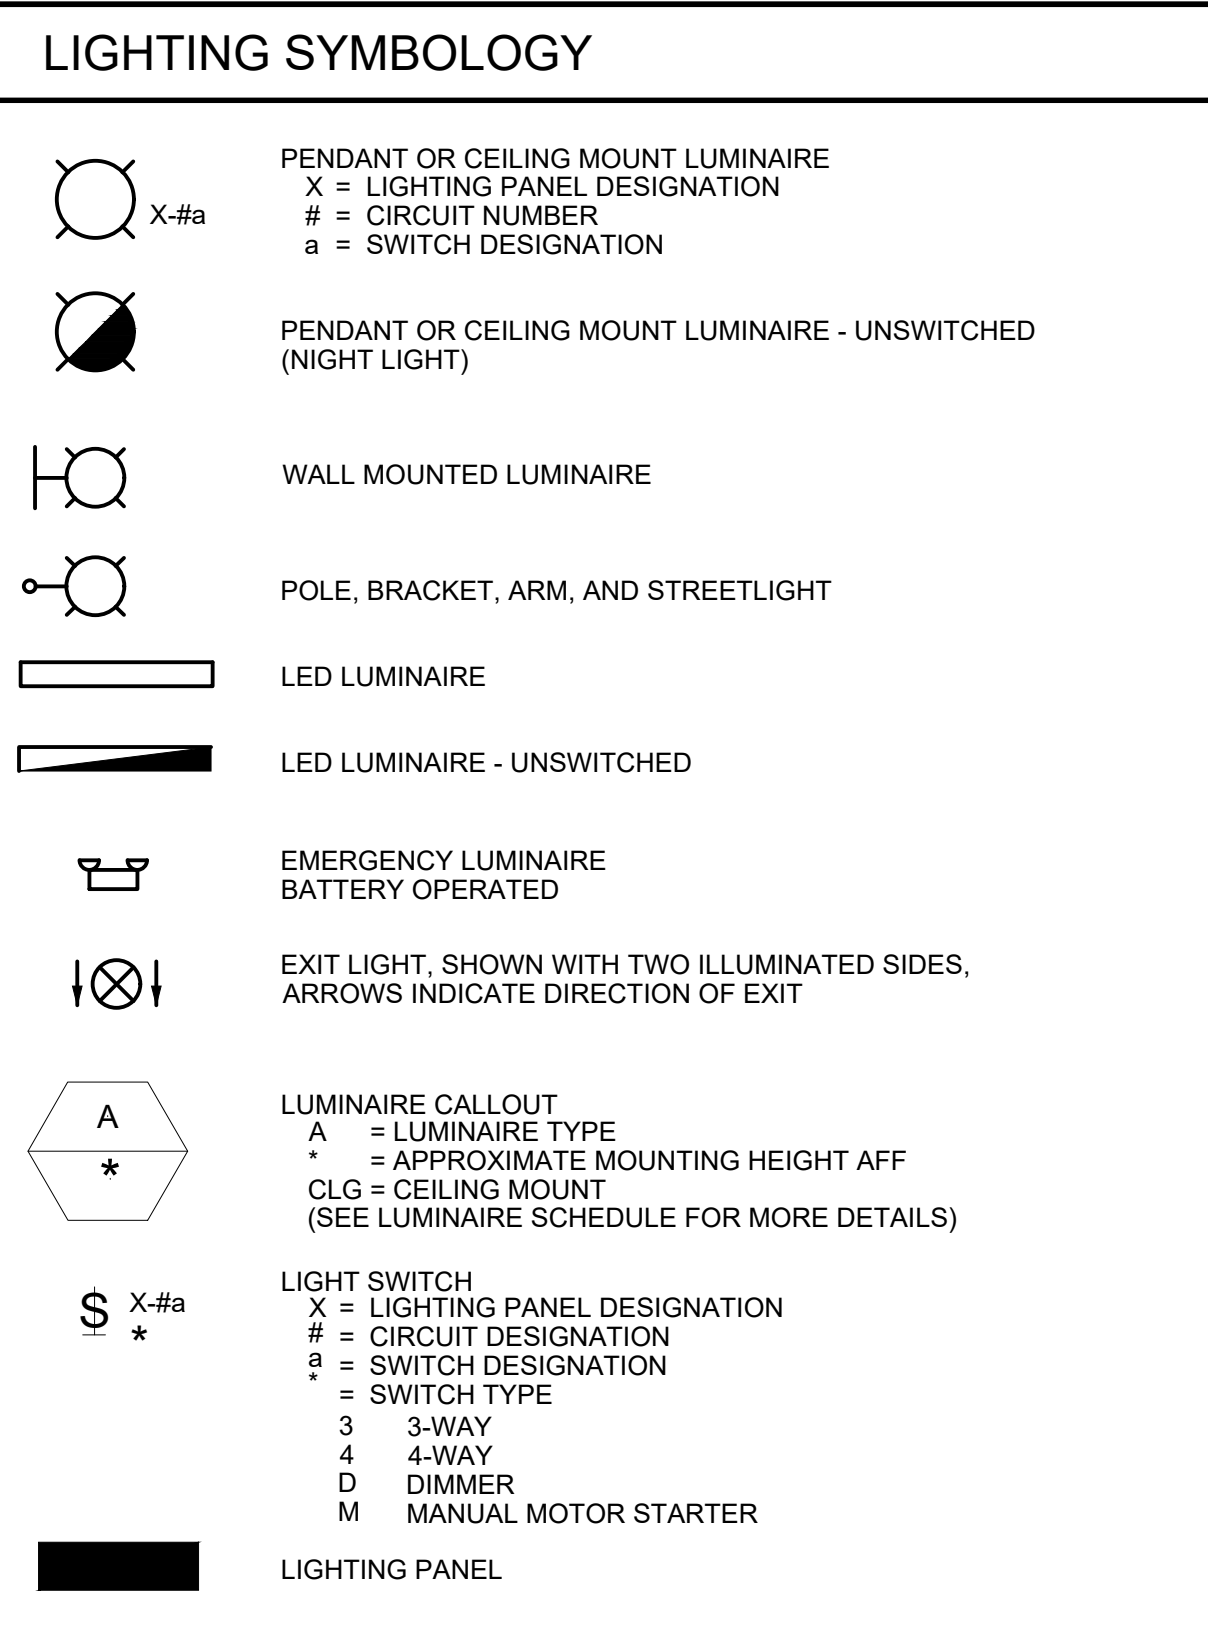 LIGHTING SYMBOLOGY
X-#a
PENDANT OR CEILING MOUNT LUMINAIRE
X = LIGHTING PANEL DESIGNATION
# = CIRCUIT NUMBER
a = SWITCH DESIGNATION
PENDANT OR CEILING MOUNT LUMINAIRE - UNSWITCHED
(NIGHT LIGHT)
WALL MOUNTED LUMINAIRE
POLE, BRACKET, ARM, AND STREETLIGHT
LED LUMINAIRE
LED LUMINAIRE - UNSWITCHED
EMERGENCY LUMINAIRE
BATTERY OPERATED
EXIT LIGHT, SHOWN WITH TWO ILLUMINATED SIDES,
ARROWS INDICATE DIRECTION OF EXIT
A
*
LUMINAIRE CALLOUT
A = LUMINAIRE TYPE
* = APPROXIMATE MOUNTING HEIGHT AFF
CLG = CEILING MOUNT
(SEE LUMINAIRE SCHEDULE FOR MORE DETAILS)
$ X-#a
*
LIGHT SWITCH
X = LIGHTING PANEL DESIGNATION
# = CIRCUIT DESIGNATION
a = SWITCH DESIGNATION
* = SWITCH TYPE
3 3-WAY
4 4-WAY
D DIMMER
M MANUAL MOTOR STARTER
LIGHTING PANEL